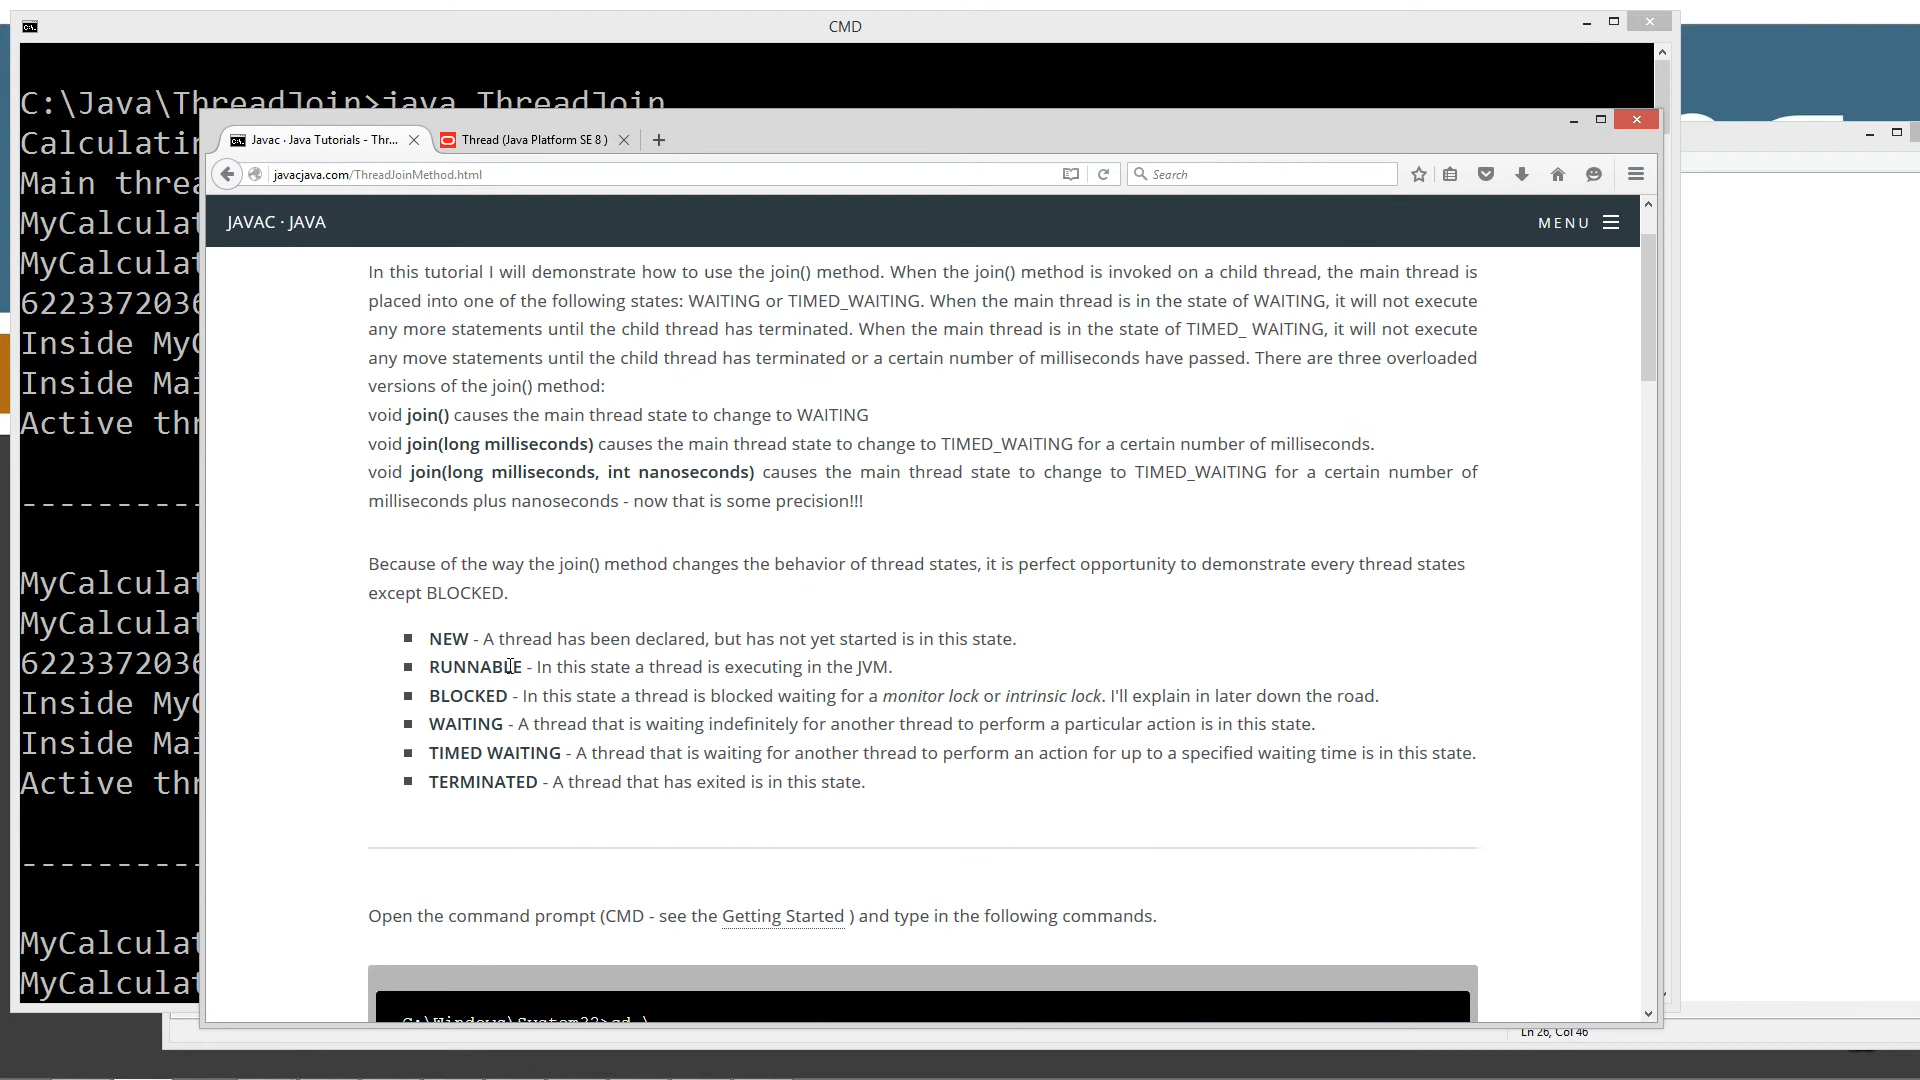 CMD
C:\Java\ThreadJoin>java ThreadJoin
Calculatin
Main threa
MyCalculat
MyCalculat
6223372036
Inside MyC
Inside Mai
Active thr
----------
MyCalculat
MyCalculat
6223372036
Inside MyC
Inside Mai
Active thr
----------
MyCalculat
MyCalculat
Javac · Java Tutorials - Thr...
Thread (Java Platform SE 8 )
javacjava.com/ThreadJoinMethod.html
Search
JAVAC · JAVA
MENU
In this tutorial I will demonstrate how to use the join() method. When the join() method is invoked on a child thread, the main thread is
placed into one of the following states: WAITING or TIMED_WAITING. When the main thread is in the state of WAITING, it will not execute
any more statements until the child thread has terminated. When the main thread is in the state of TIMED_ WAITING, it will not execute
any move statements until the child thread has terminated or a certain number of milliseconds have passed. There are three overloaded
versions of the join() method:
void join() causes the main thread state to change to WAITING
void join(long milliseconds) causes the main thread state to change to TIMED_WAITING for a certain number of milliseconds.
void join(long milliseconds, int nanoseconds) causes the main thread state to change to TIMED_WAITING for a certain number of
milliseconds plus nanoseconds - now that is some precision!!!
Because of the way the join() method changes the behavior of thread states, it is perfect opportunity to demonstrate every thread states
except BLOCKED.
▪ NEW - A thread has been declared, but has not yet started is in this state.
▪ RUNNABLE - In this state a thread is executing in the JVM.
▪ BLOCKED - In this state a thread is blocked waiting for a monitor lock or intrinsic lock. I'll explain in later down the road.
▪ WAITING - A thread that is waiting indefinitely for another thread to perform a particular action is in this state.
▪ TIMED WAITING - A thread that is waiting for another thread to perform an action for up to a specified waiting time is in this state.
▪ TERMINATED - A thread that has exited is in this state.
Open the command prompt (CMD - see the Getting Started ) and type in the following commands.
C:\Windows\System32>cd \
Ln 26, Col 46